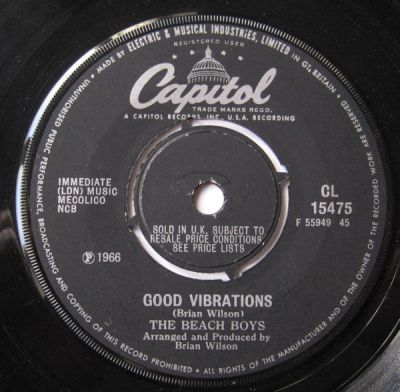 MADE BY ELECTRIC & MUSICAL INDUSTRIES, LIMITED IN GT. BRITAIN.
REGISTERED USER
Capitol
TRADE MARKS REGD.
A CAPITOL RECORDS, INC., U.S.A. RECORDING
IMMEDIATE
(LDN) MUSIC
MECOLICO
NCB
CL
15475
F 55949 45
SOLD IN U.K. SUBJECT TO
RESALE PRICE CONDITIONS,
SEE PRICE LISTS
℗ 1966
GOOD VIBRATIONS
(Brian Wilson)
THE BEACH BOYS
Arranged and Produced by
Brian Wilson
UNAUTHORISED PUBLIC PERFORMANCE, BROADCASTING AND COPYING OF THIS RECORD PROHIBITED.
ALL RIGHTS OF THE MANUFACTURER AND OF THE OWNER OF THE RECORDED WORK RESERVED.